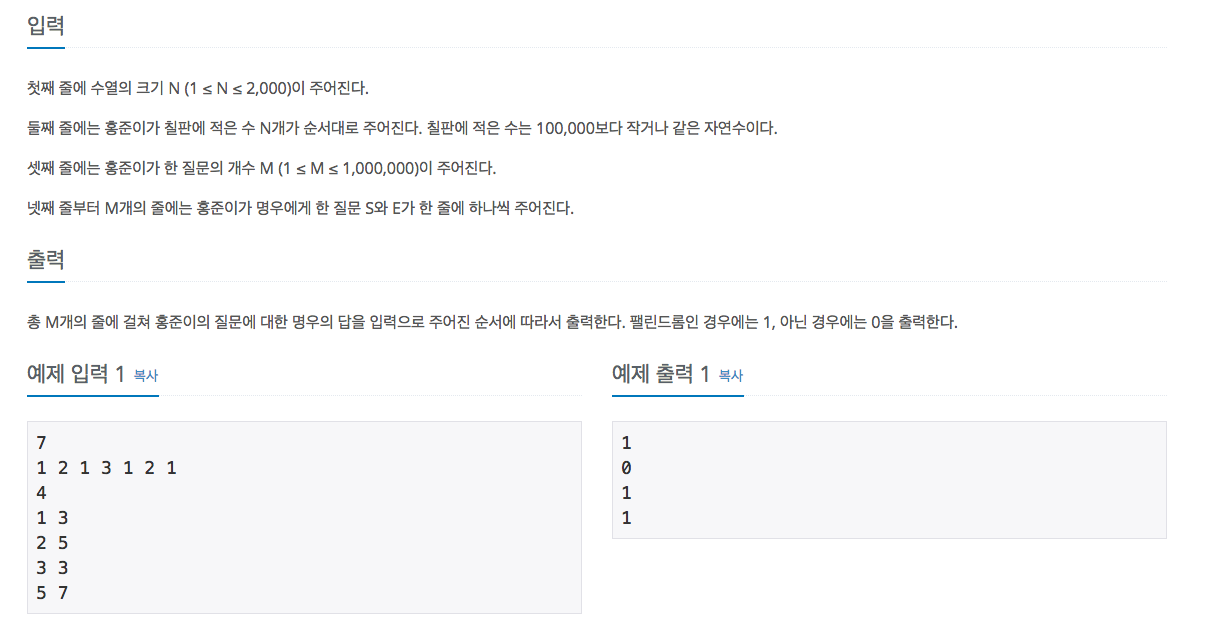 입력
첫째 줄에 수열의 크기 N (1 ≤ N ≤ 2,000)이 주어진다.
둘째 줄에는 홍준이가 칠판에 적은 수 N개가 순서대로 주어진다. 칠판에 적은 수는 100,000보다 작거나 같은 자연수이다.
셋째 줄에는 홍준이가 한 질문의 개수 M (1 ≤ M ≤ 1,000,000)이 주어진다.
넷째 줄부터 M개의 줄에는 홍준이가 명우에게 한 질문 S와 E가 한 줄에 하나씩 주어진다.
출력
총 M개의 줄에 걸쳐 홍준이의 질문에 대한 명우의 답을 입력으로 주어진 순서에 따라서 출력한다. 팰린드롬인 경우에는 1, 아닌 경우에는 0을 출력한다.
예제 입력 1 복사
7
1 2 1 3 1 2 1
4
1 3
2 5
3 3
5 7
예제 출력 1 복사
1
0
1
1